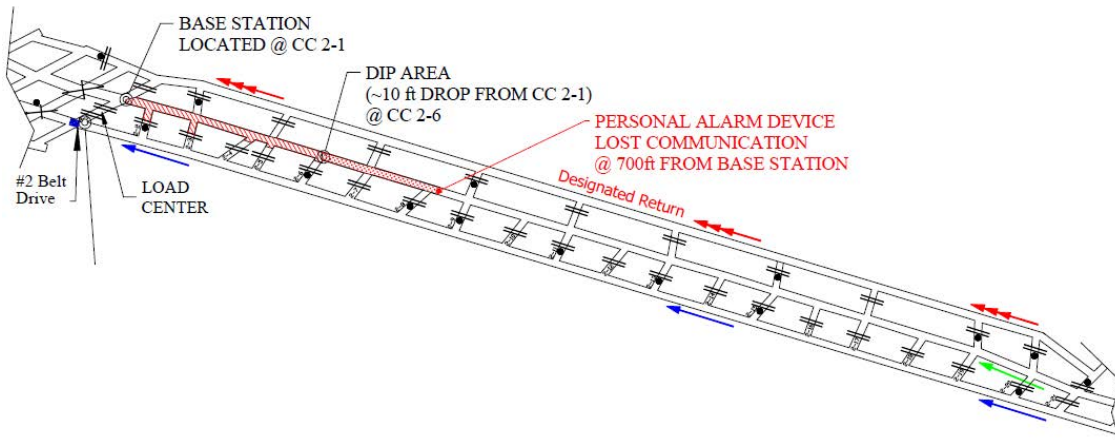 BASE STATION
LOCATED @ CC 2-1
DIP AREA
(~10 ft DROP FROM CC 2-1)
@ CC 2-6
PERSONAL ALARM DEVICE
LOST COMMUNICATION
@ 700ft FROM BASE STATION
#2 Belt
Drive
LOAD
CENTER
Designated Return